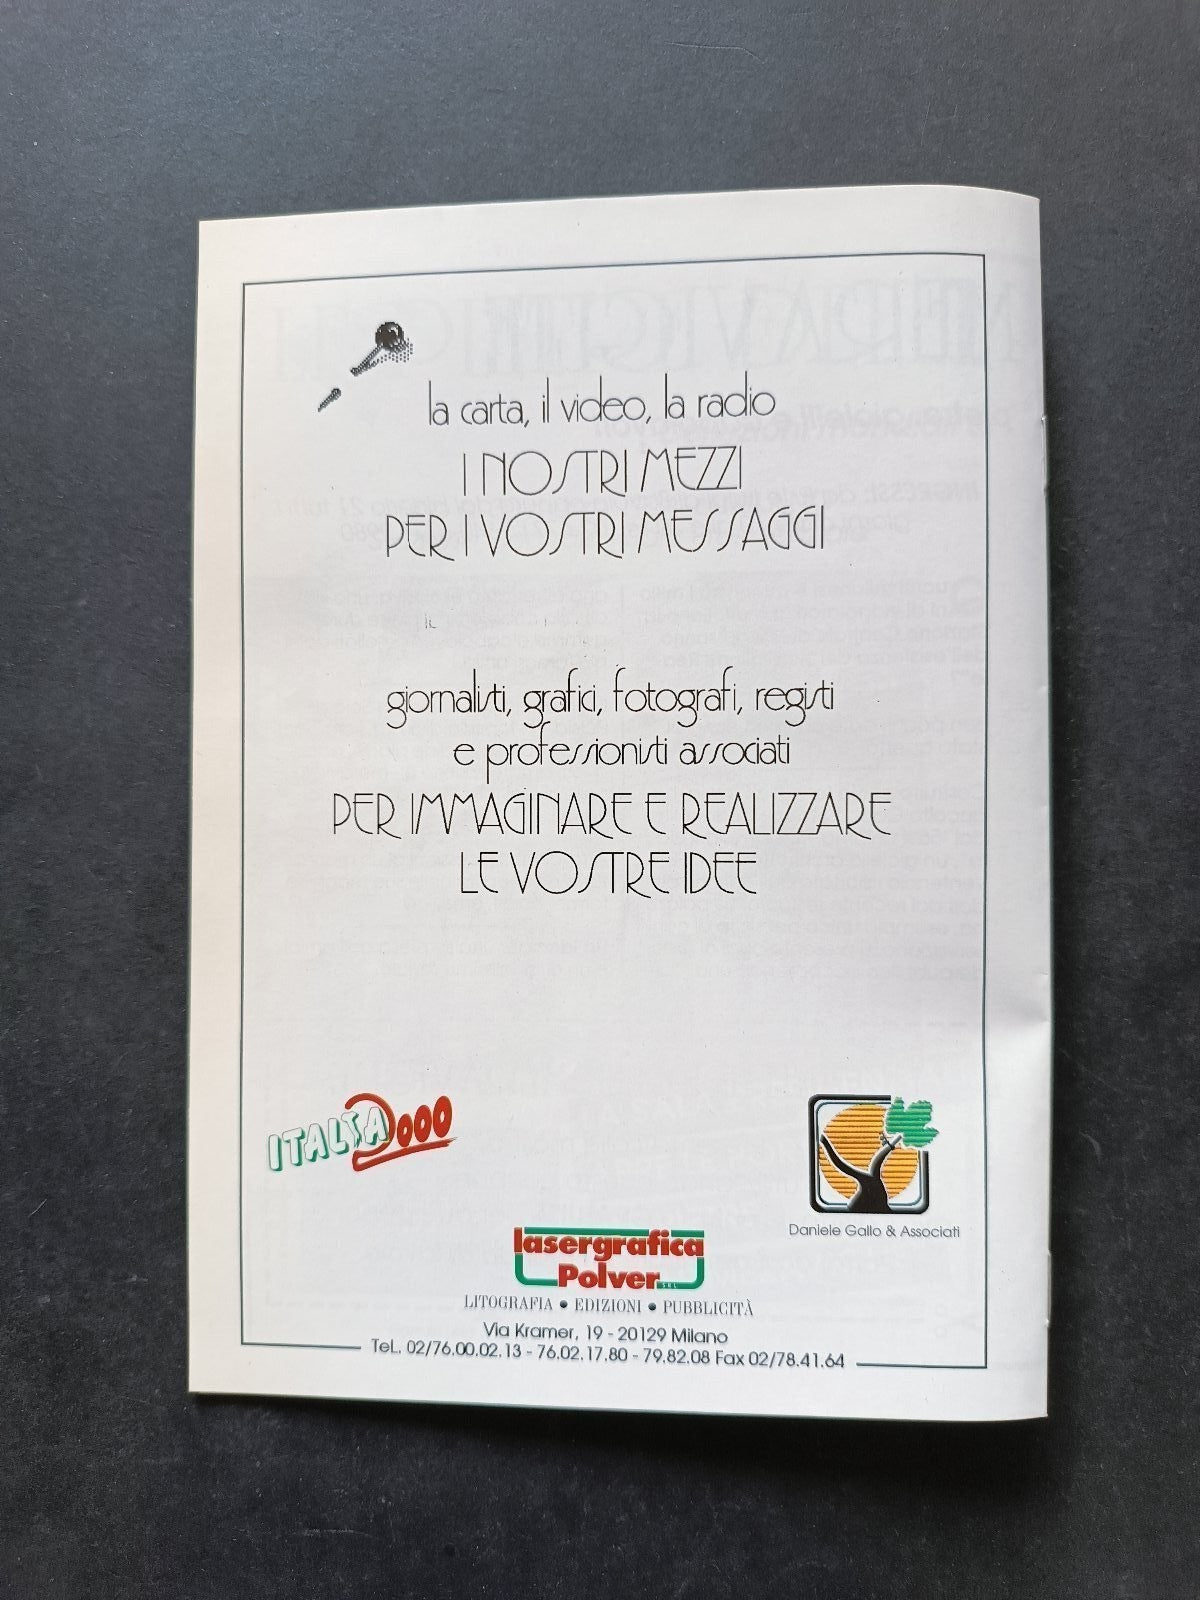 la carta, il video, la radio
I NOSTRI MEZZI
PER I VOSTRI MESSAGGI
giornalisti, grafici, fotografi, registi
e professionisti associati
PER IMMAGINARE E REALIZZARE
LE VOSTRE IDEE
ITALIA 2000
Daniele Gallo & Associati
lasergrafica
Polver SRL
LITOGRAFIA • EDIZIONI • PUBBLICITÀ
Via Kramer, 19 - 20129 Milano
TeL. 02/76.00.02.13 - 76.02.17.80 - 79.82.08 Fax 02/78.41.64